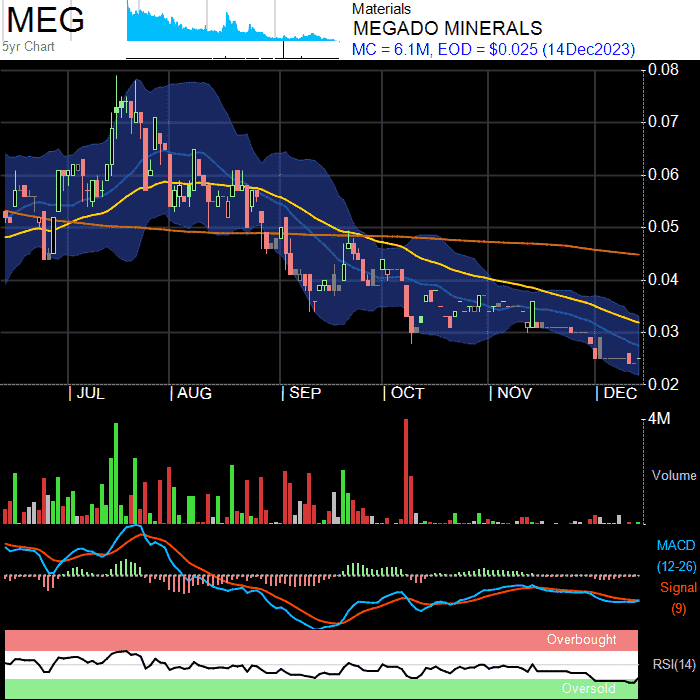 MEG
5yr Chart
Materials
MEGADO MINERALS
MC = 6.1M, EOD = $0.025 (14Dec2023)
0.08
0.07
0.06
0.05
0.04
0.03
0.02
JUL AUG SEP OCT NOV DEC
4M
Volume
MACD
(12-26)
Signal
(9)
Overbought
RSI(14)
Oversold